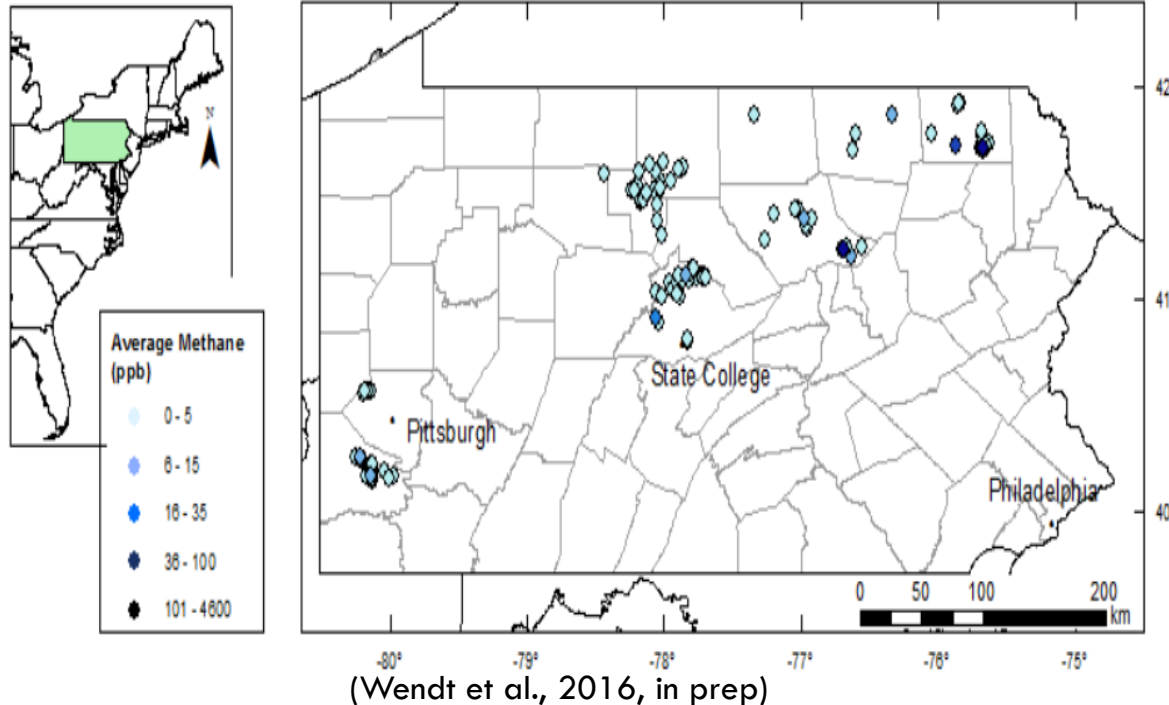 N
Average Methane
(ppb)
0 - 5
6 - 15
16 - 35
36 - 100
101 - 4600
State College
Pittsburgh
Philadelphia
42
41
40
0 50 100 200
km
-80° -79° -78° -77° -76° -75°
(Wendt et al., 2016, in prep)